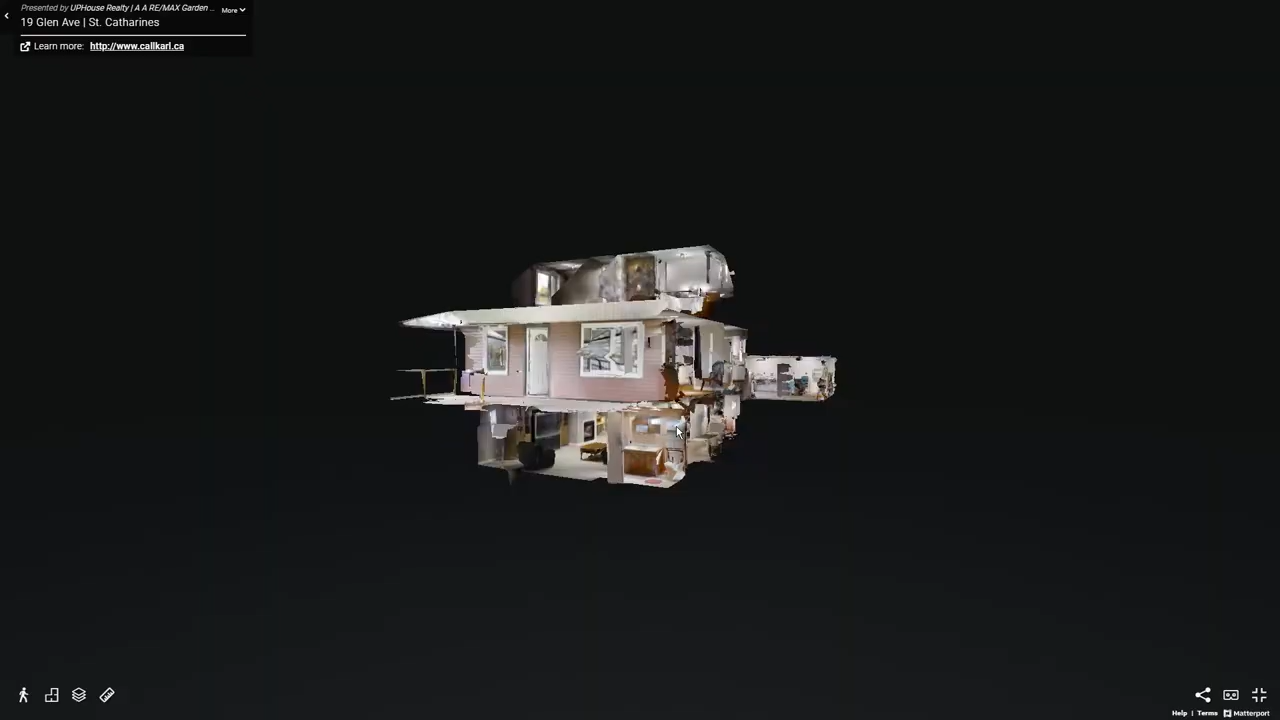 Presented by UPHouse Realty | A A RE/MAX Garden ...
More
19 Glen Ave | St. Catharines
Learn more: http://www.callkarl.ca
Help | Terms Matterport